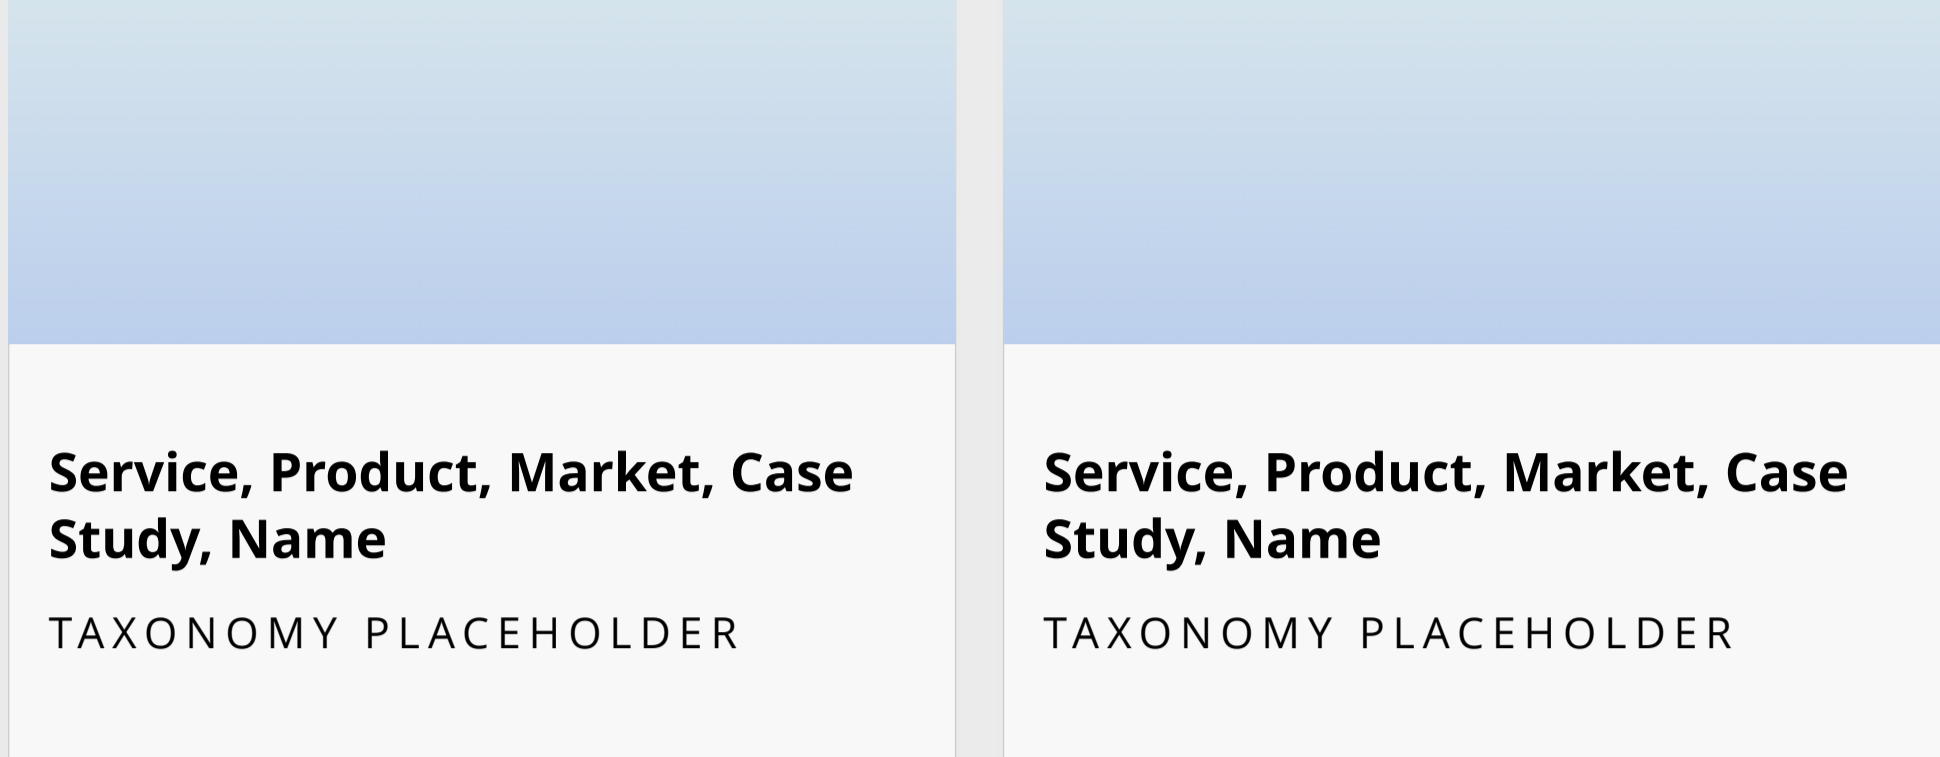 Service, Product, Market, Case
Study, Name
TAXONOMY PLACEHOLDER
Service, Product, Market, Case
Study, Name
TAXONOMY PLACEHOLDER